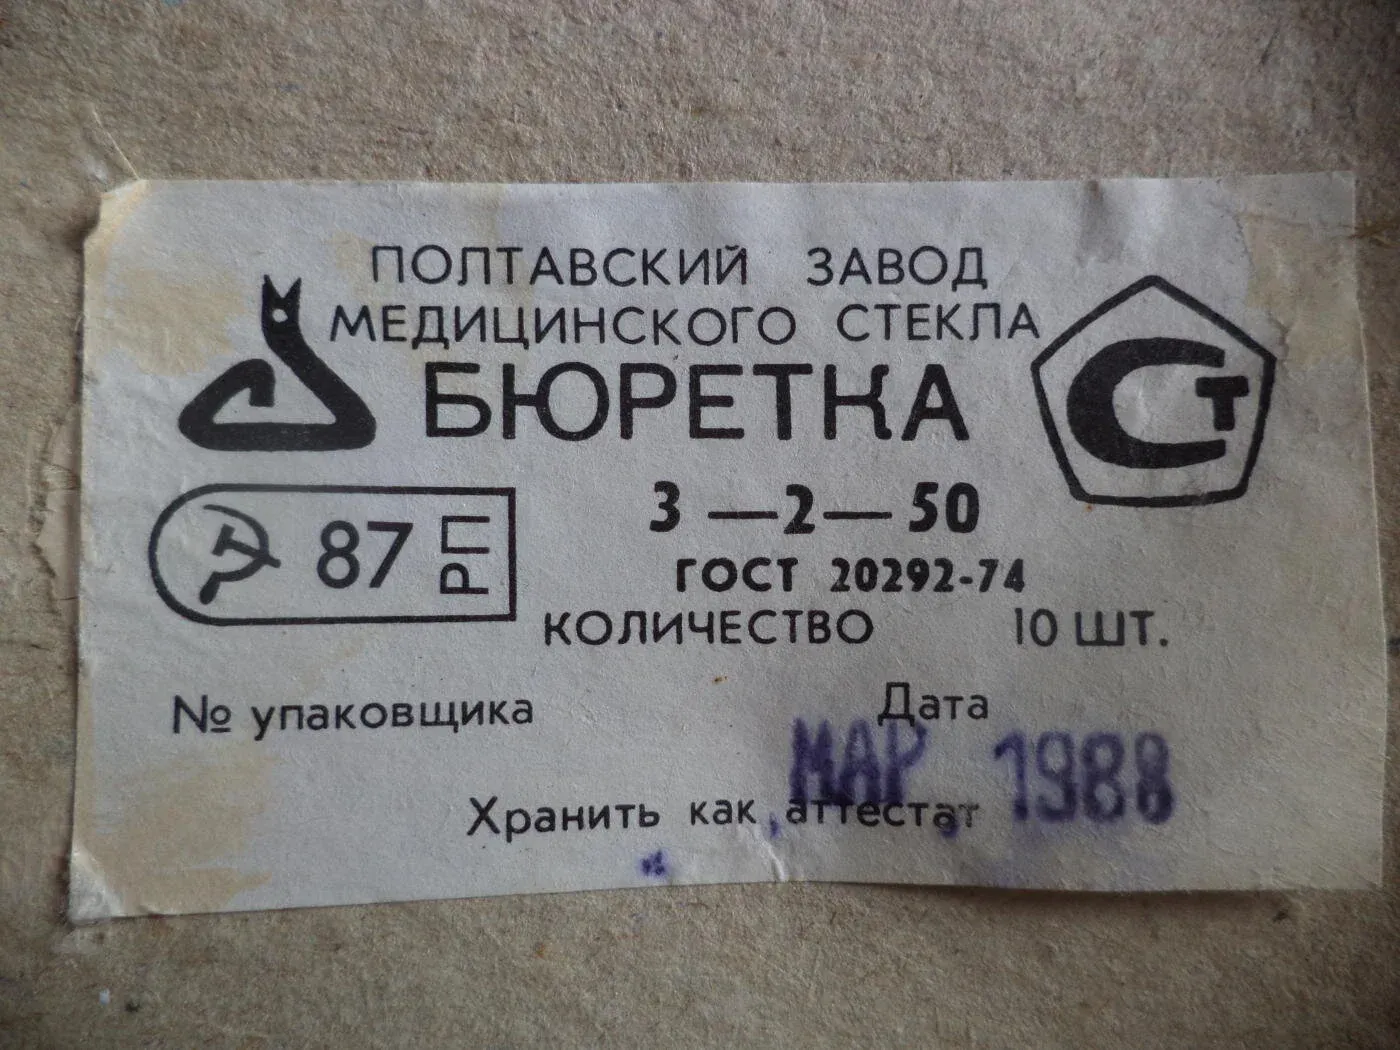 ПОЛТАВСКИЙ ЗАВОД
МЕДИЦИНСКОГО СТЕКЛА
БЮРЕТКА
Ст
3 — 2 — 50
87 РП
ГОСТ 20292-74
КОЛИЧЕСТВО 10 ШТ.
№ упаковщика
Дата
МАР 1988
Хранить как аттестат